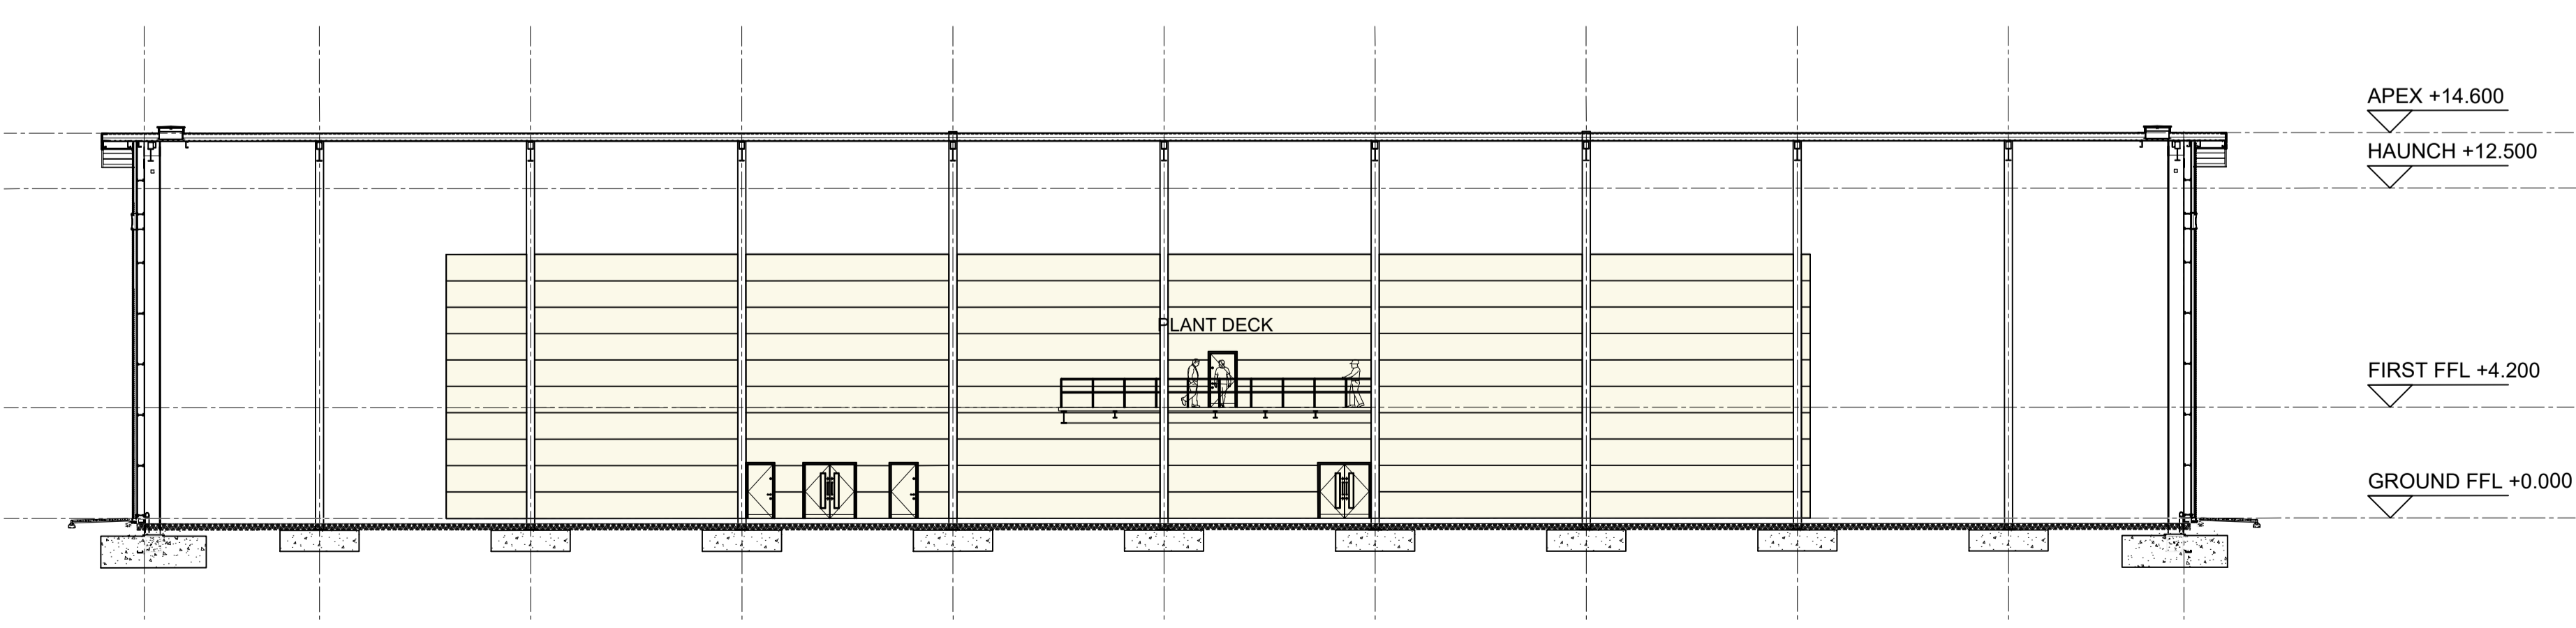 APEX +14.600
HAUNCH +12.500
PLANT DECK
FIRST FFL +4.200
GROUND FFL +0.000